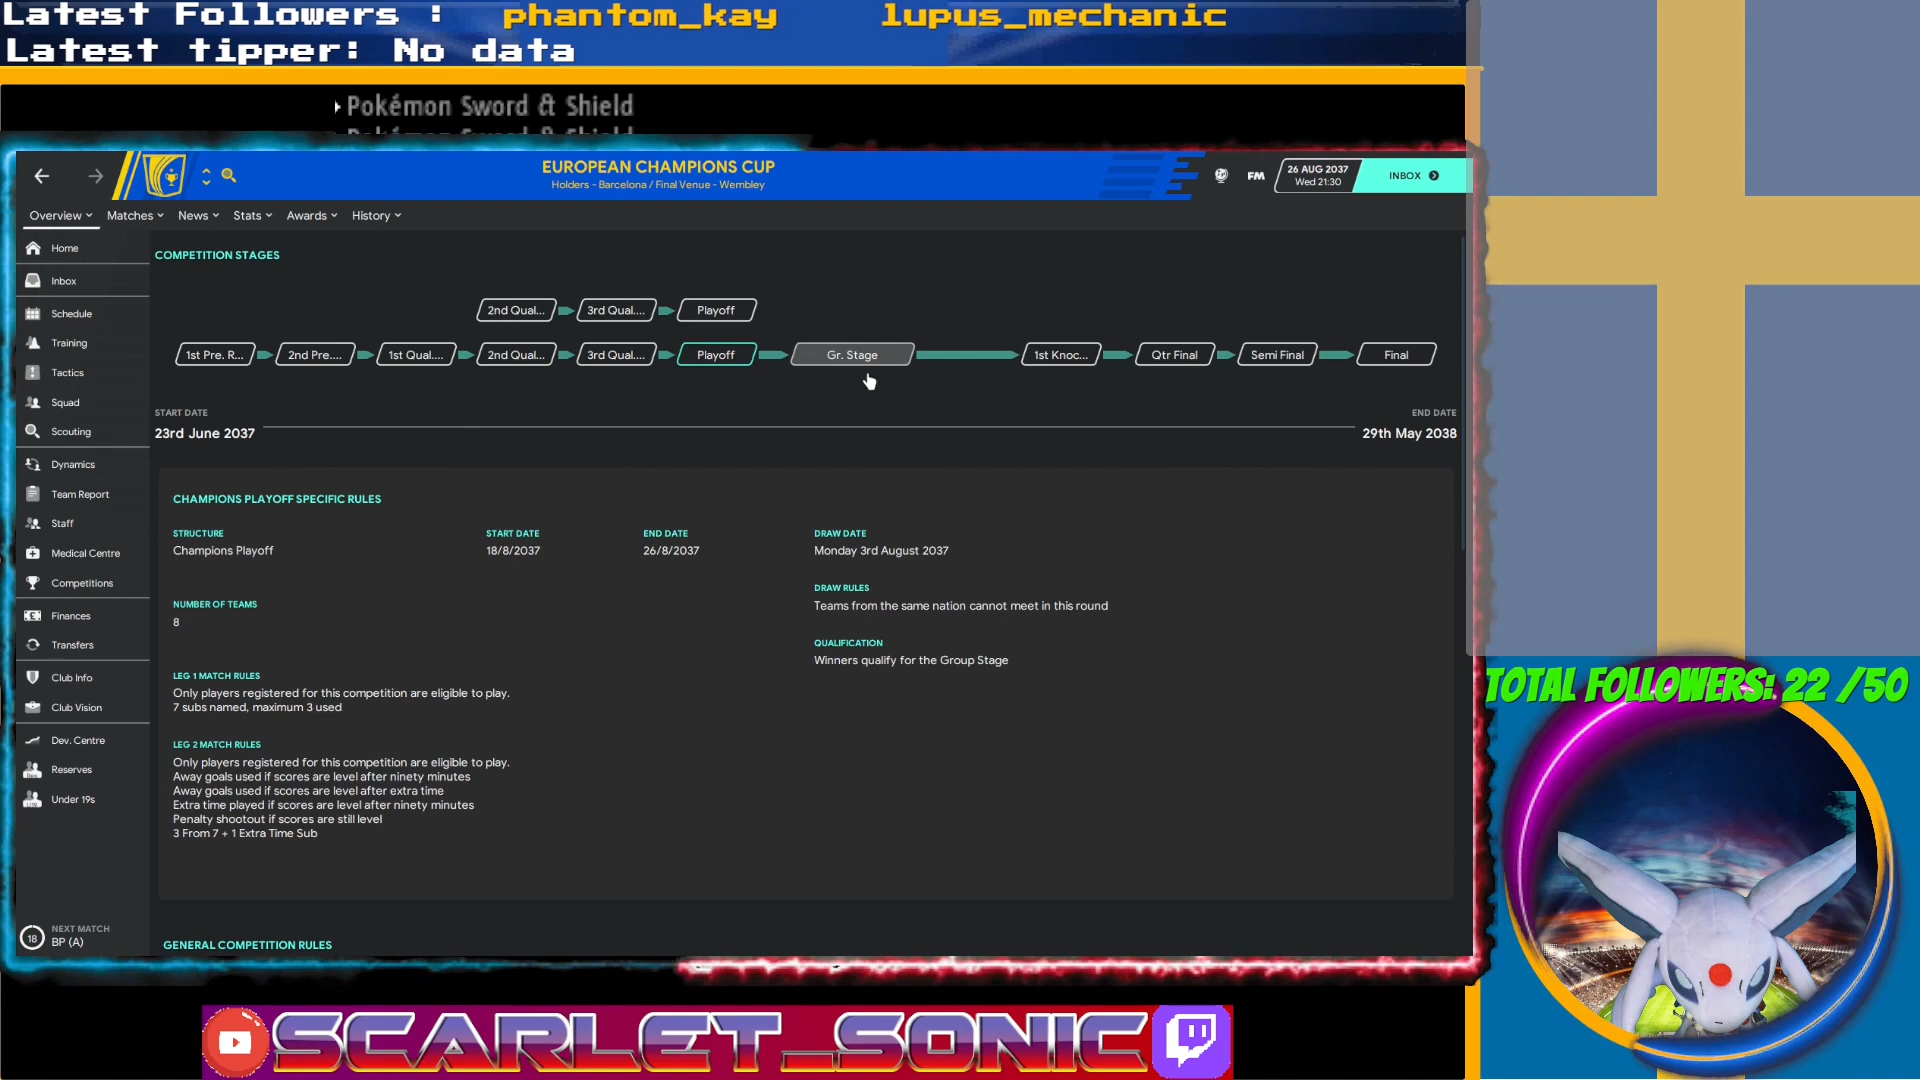 Latest Followers : phantom_kay lupus_mechanic
Latest tipper: No data
Pokémon Sword & Shield
Pokémon Sword & Shield
EUROPEAN CHAMPIONS CUP
Holders - Barcelona / Final Venue - Wembley
FM
26 AUG 2037
Wed 21:30
INBOX
Overview
Matches
News
Stats
Awards
History
Home
Inbox
Schedule
Training
Tactics
Squad
Scouting
Dynamics
Team Report
Staff
Medical Centre
Competitions
Finances
Transfers
Club Info
Club Vision
Dev. Centre
Reserves
Under 19s
18
NEXT MATCH
BP (A)
COMPETITION STAGES
2nd Qual...
3rd Qual....
Playoff
1st Pre. R...
2nd Pre....
1st Qual....
2nd Qual...
3rd Qual....
Playoff
Gr. Stage
1st Knoc...
Qtr Final
Semi Final
Final
START DATE
23rd June 2037
END DATE
29th May 2038
CHAMPIONS PLAYOFF SPECIFIC RULES
STRUCTURE
Champions Playoff
START DATE
18/8/2037
END DATE
26/8/2037
DRAW DATE
Monday 3rd August 2037
NUMBER OF TEAMS
8
DRAW RULES
Teams from the same nation cannot meet in this round
QUALIFICATION
Winners qualify for the Group Stage
LEG 1 MATCH RULES
Only players registered for this competition are eligible to play.
7 subs named, maximum 3 used
LEG 2 MATCH RULES
Only players registered for this competition are eligible to play.
Away goals used if scores are level after ninety minutes
Away goals used if scores are level after extra time
Extra time played if scores are level after ninety minutes
Penalty shootout if scores are still level
3 From 7 + 1 Extra Time Sub
GENERAL COMPETITION RULES
TOTAL FOLLOWERS: 22 /50
SCARLET_SONIC